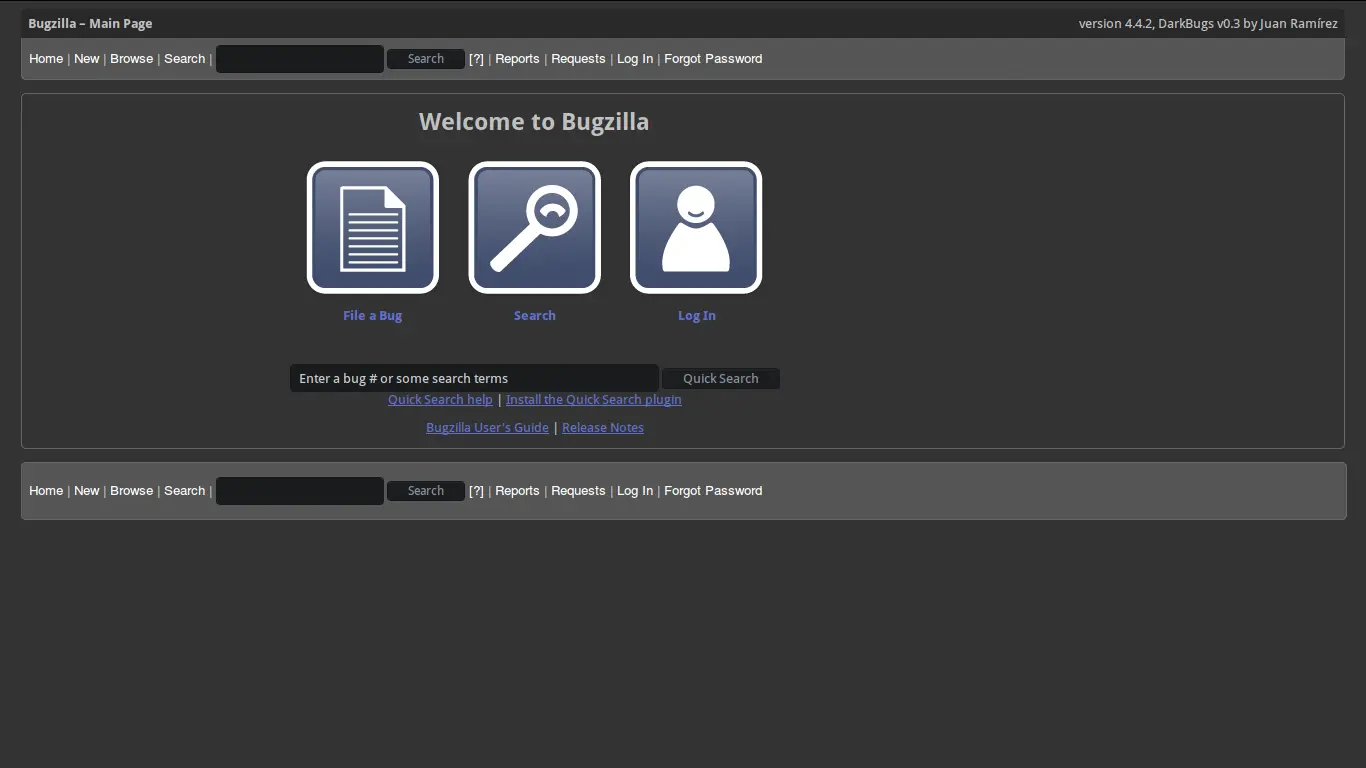 Bugzilla – Main Page version 4.4.2, DarkBugs v0.3 by Juan Ramírez
Home | New | Browse | Search | Search [?] | Reports | Requests | Log In | Forgot Password
Welcome to Bugzilla
File a Bug Search Log In
Enter a bug # or some search terms Quick Search
Quick Search help | Install the Quick Search plugin
Bugzilla User's Guide | Release Notes
Home | New | Browse | Search | Search [?] | Reports | Requests | Log In | Forgot Password